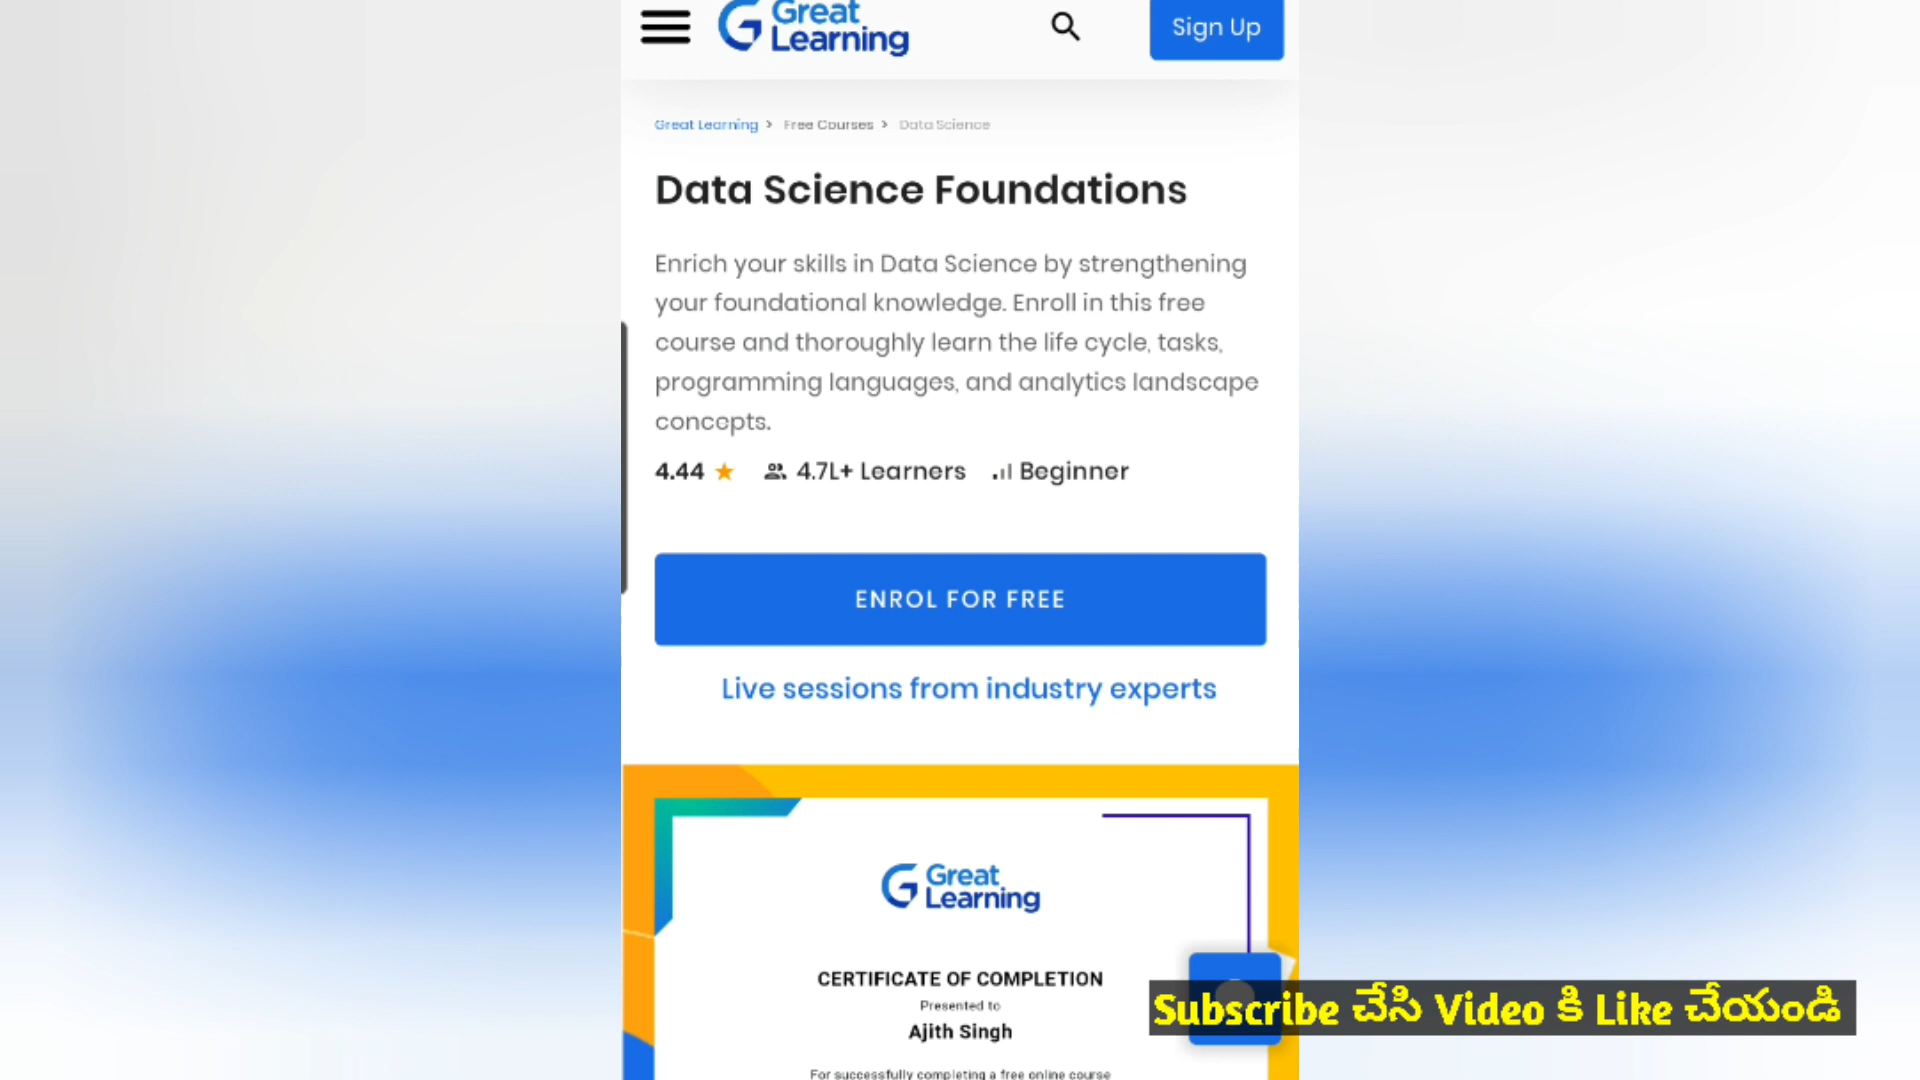 Great
Learning
Sign Up
Great Learning > Free Courses > Data Science
Data Science Foundations
Enrich your skills in Data Science by strengthening
your foundational knowledge. Enroll in this free
course and thoroughly learn the life cycle, tasks,
programming languages, and analytics landscape
concepts.
4.44 ★ 4.7L+ Learners Beginner
ENROL FOR FREE
Live sessions from industry experts
Great
Learning
CERTIFICATE OF COMPLETION
Presented to
Ajith Singh
For successfully completing a free online course
Subscribe చేసి Video కి Like చేయండి